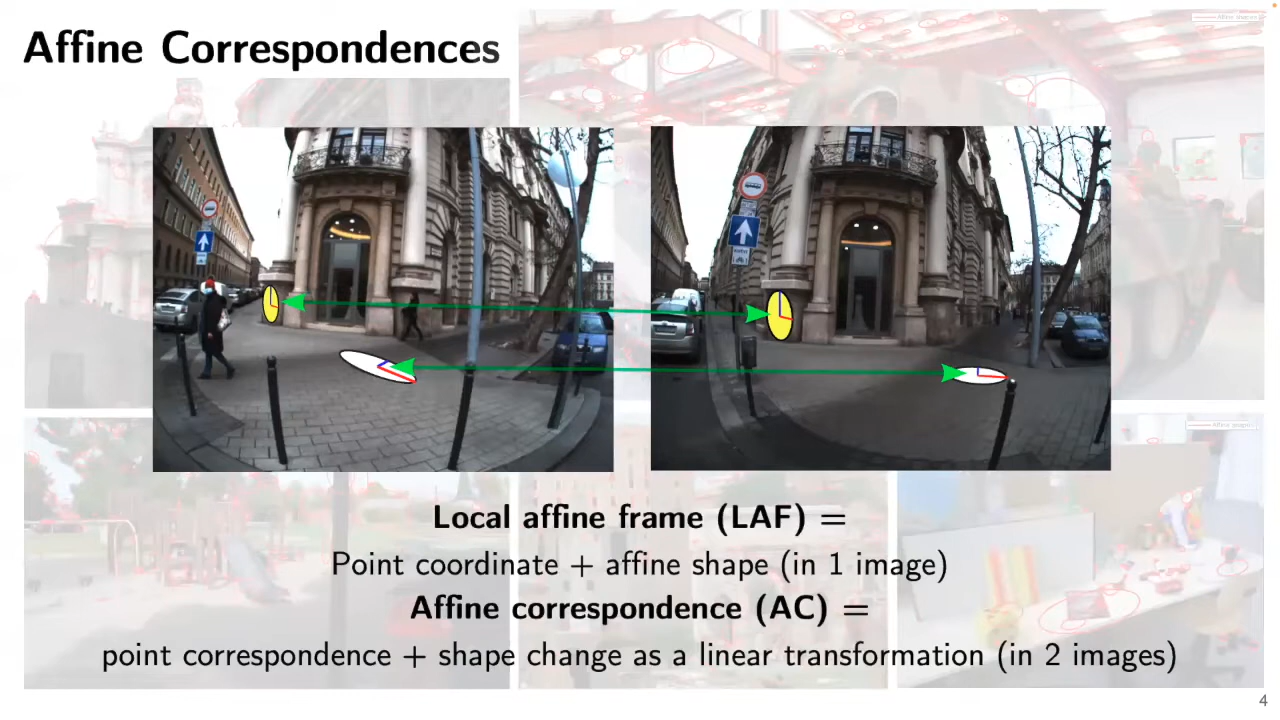 Affine Correspondences
Local affine frame (LAF) =
Point coordinate + affine shape (in 1 image)
Affine correspondence (AC) =
point correspondence + shape change as a linear transformation (in 2 images)
4